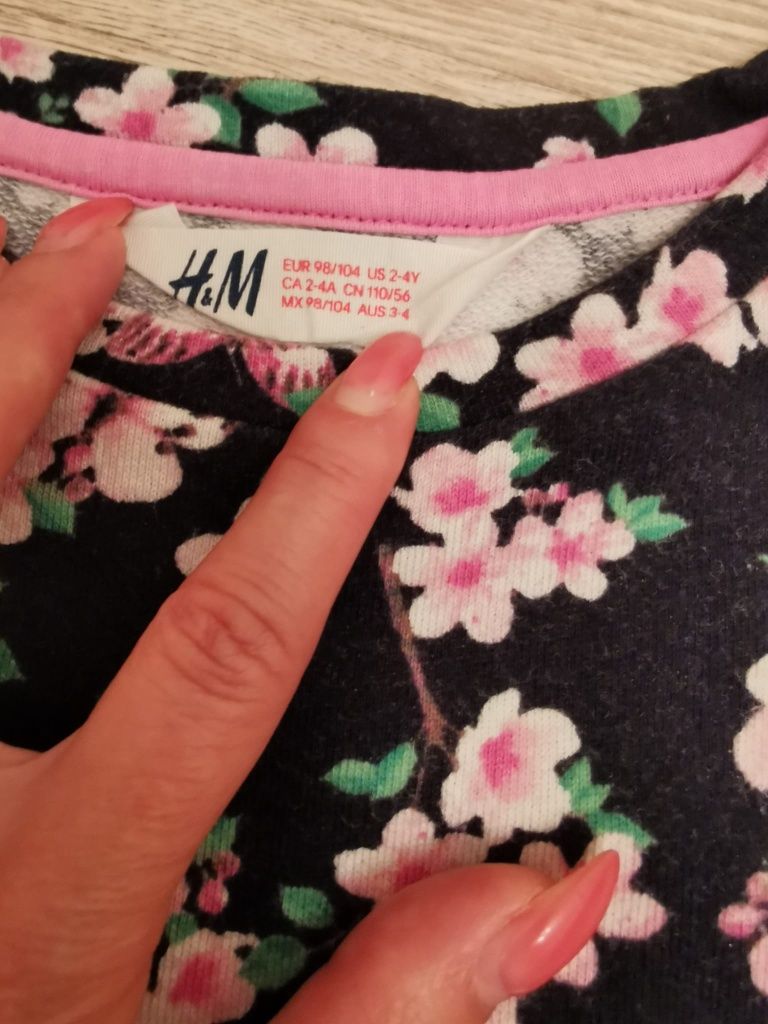 H&M
EUR 98/104 US 2-4Y
CA 2-4A CN 110/56
MX 98/104 AUS 3-4